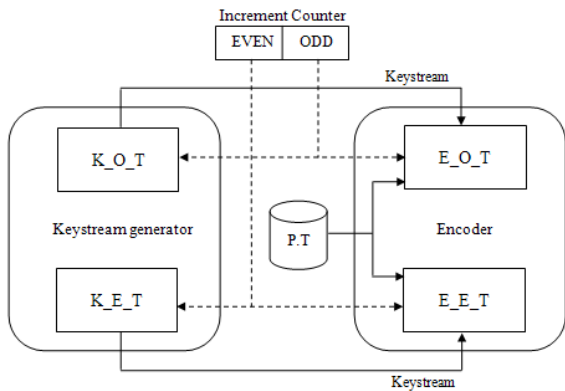 Increment Counter
EVEN ODD
Keystream
K_O_T
E_O_T
Keystream generator
P.T
Encoder
K_E_T
E_E_T
Keystream